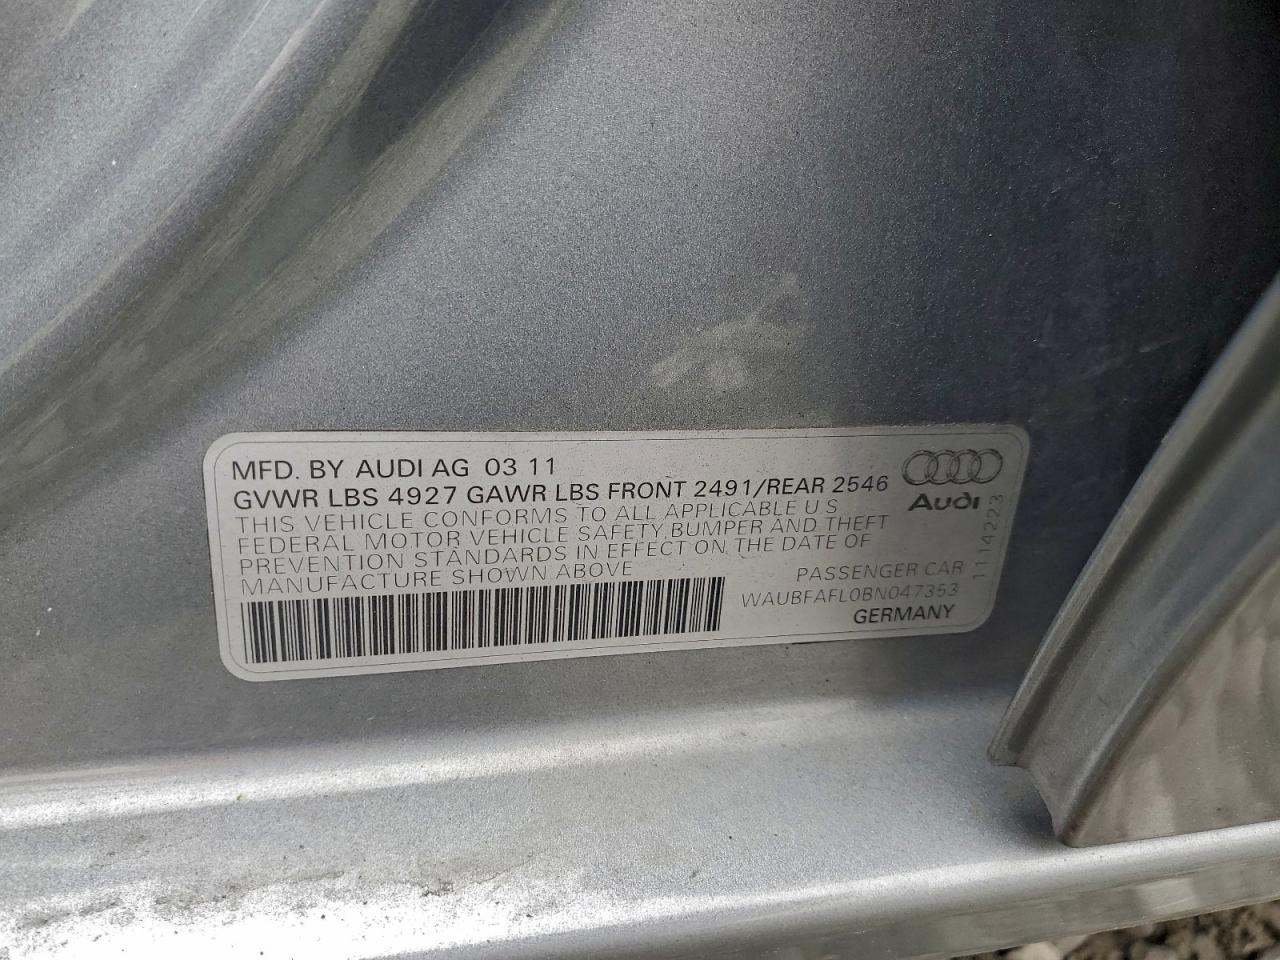 MFD. BY AUDI AG 03 11
GVWR LBS 4927 GAWR LBS FRONT 2491/REAR 2546
THIS VEHICLE CONFORMS TO ALL APPLICABLE U S
FEDERAL MOTOR VEHICLE SAFETY, BUMPER AND THEFT
PREVENTION STANDARDS IN EFFECT ON THE DATE OF
MANUFACTURE SHOWN ABOVE
PASSENGER CAR
WAUBFAFL0BN047353
GERMANY
Audi
11142223